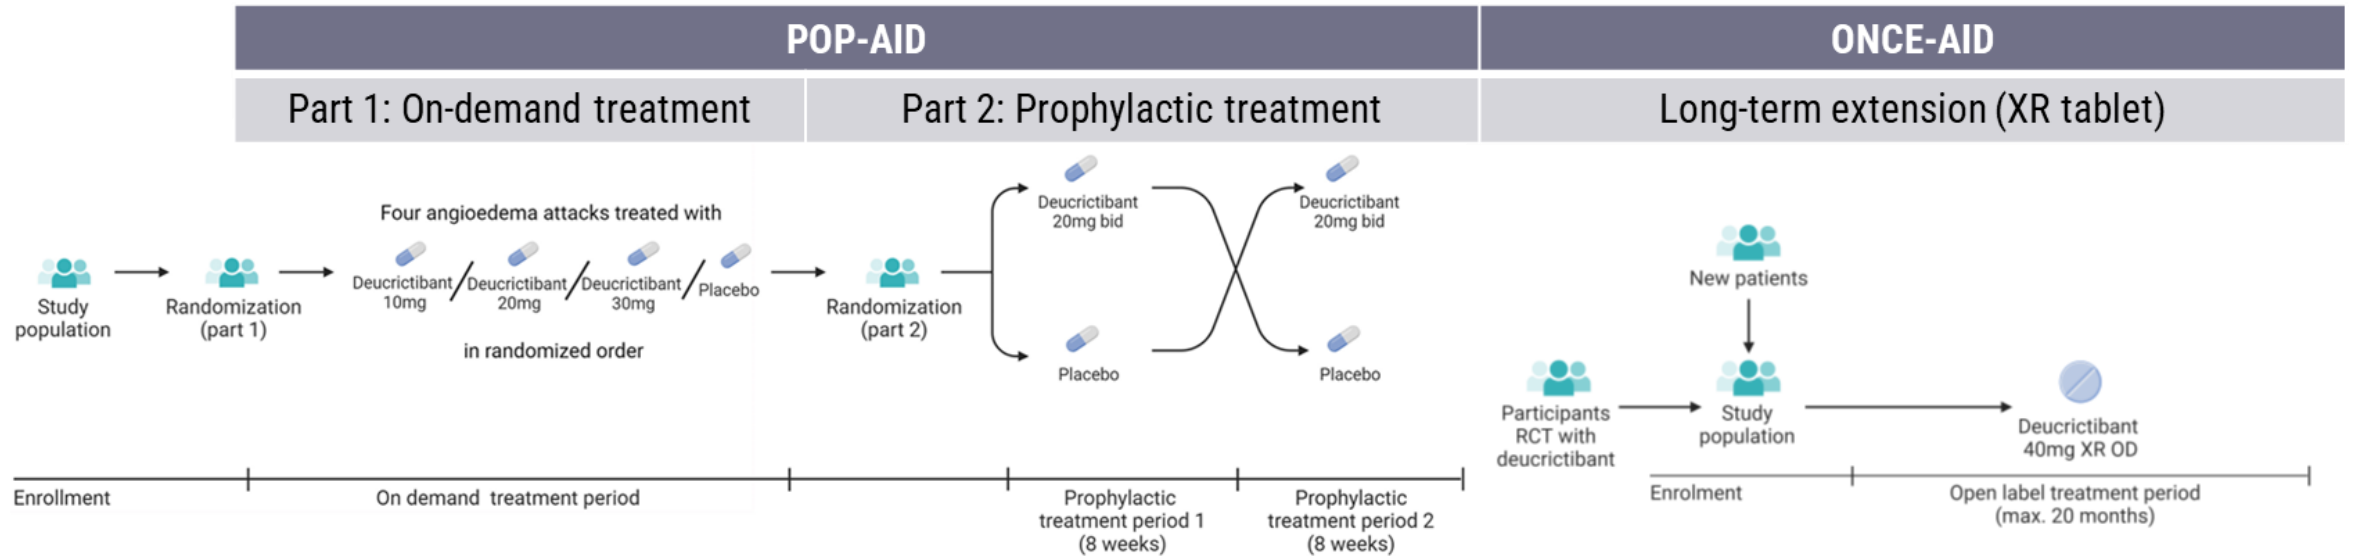 POP-AID
ONCE-AID
Part 1: On-demand treatment
Part 2: Prophylactic treatment
Long-term extension (XR tablet)
Study
population
Randomization
(part 1)
Four angioedema attacks treated with
Deucrictibant
10mg
/
Deucrictibant
20mg
/
Deucrictibant
30mg
/
Placebo
in randomized order
Randomization
(part 2)
Deucrictibant
20mg bid
Placebo
Deucrictibant
20mg bid
Placebo
New patients
Participants
RCT with
deucrictibant
Study
population
Deucrictibant
40mg XR OD
Enrollment
On demand treatment period
Prophylactic
treatment period 1
(8 weeks)
Prophylactic
treatment period 2
(8 weeks)
Enrolment
Open label treatment period
(max. 20 months)